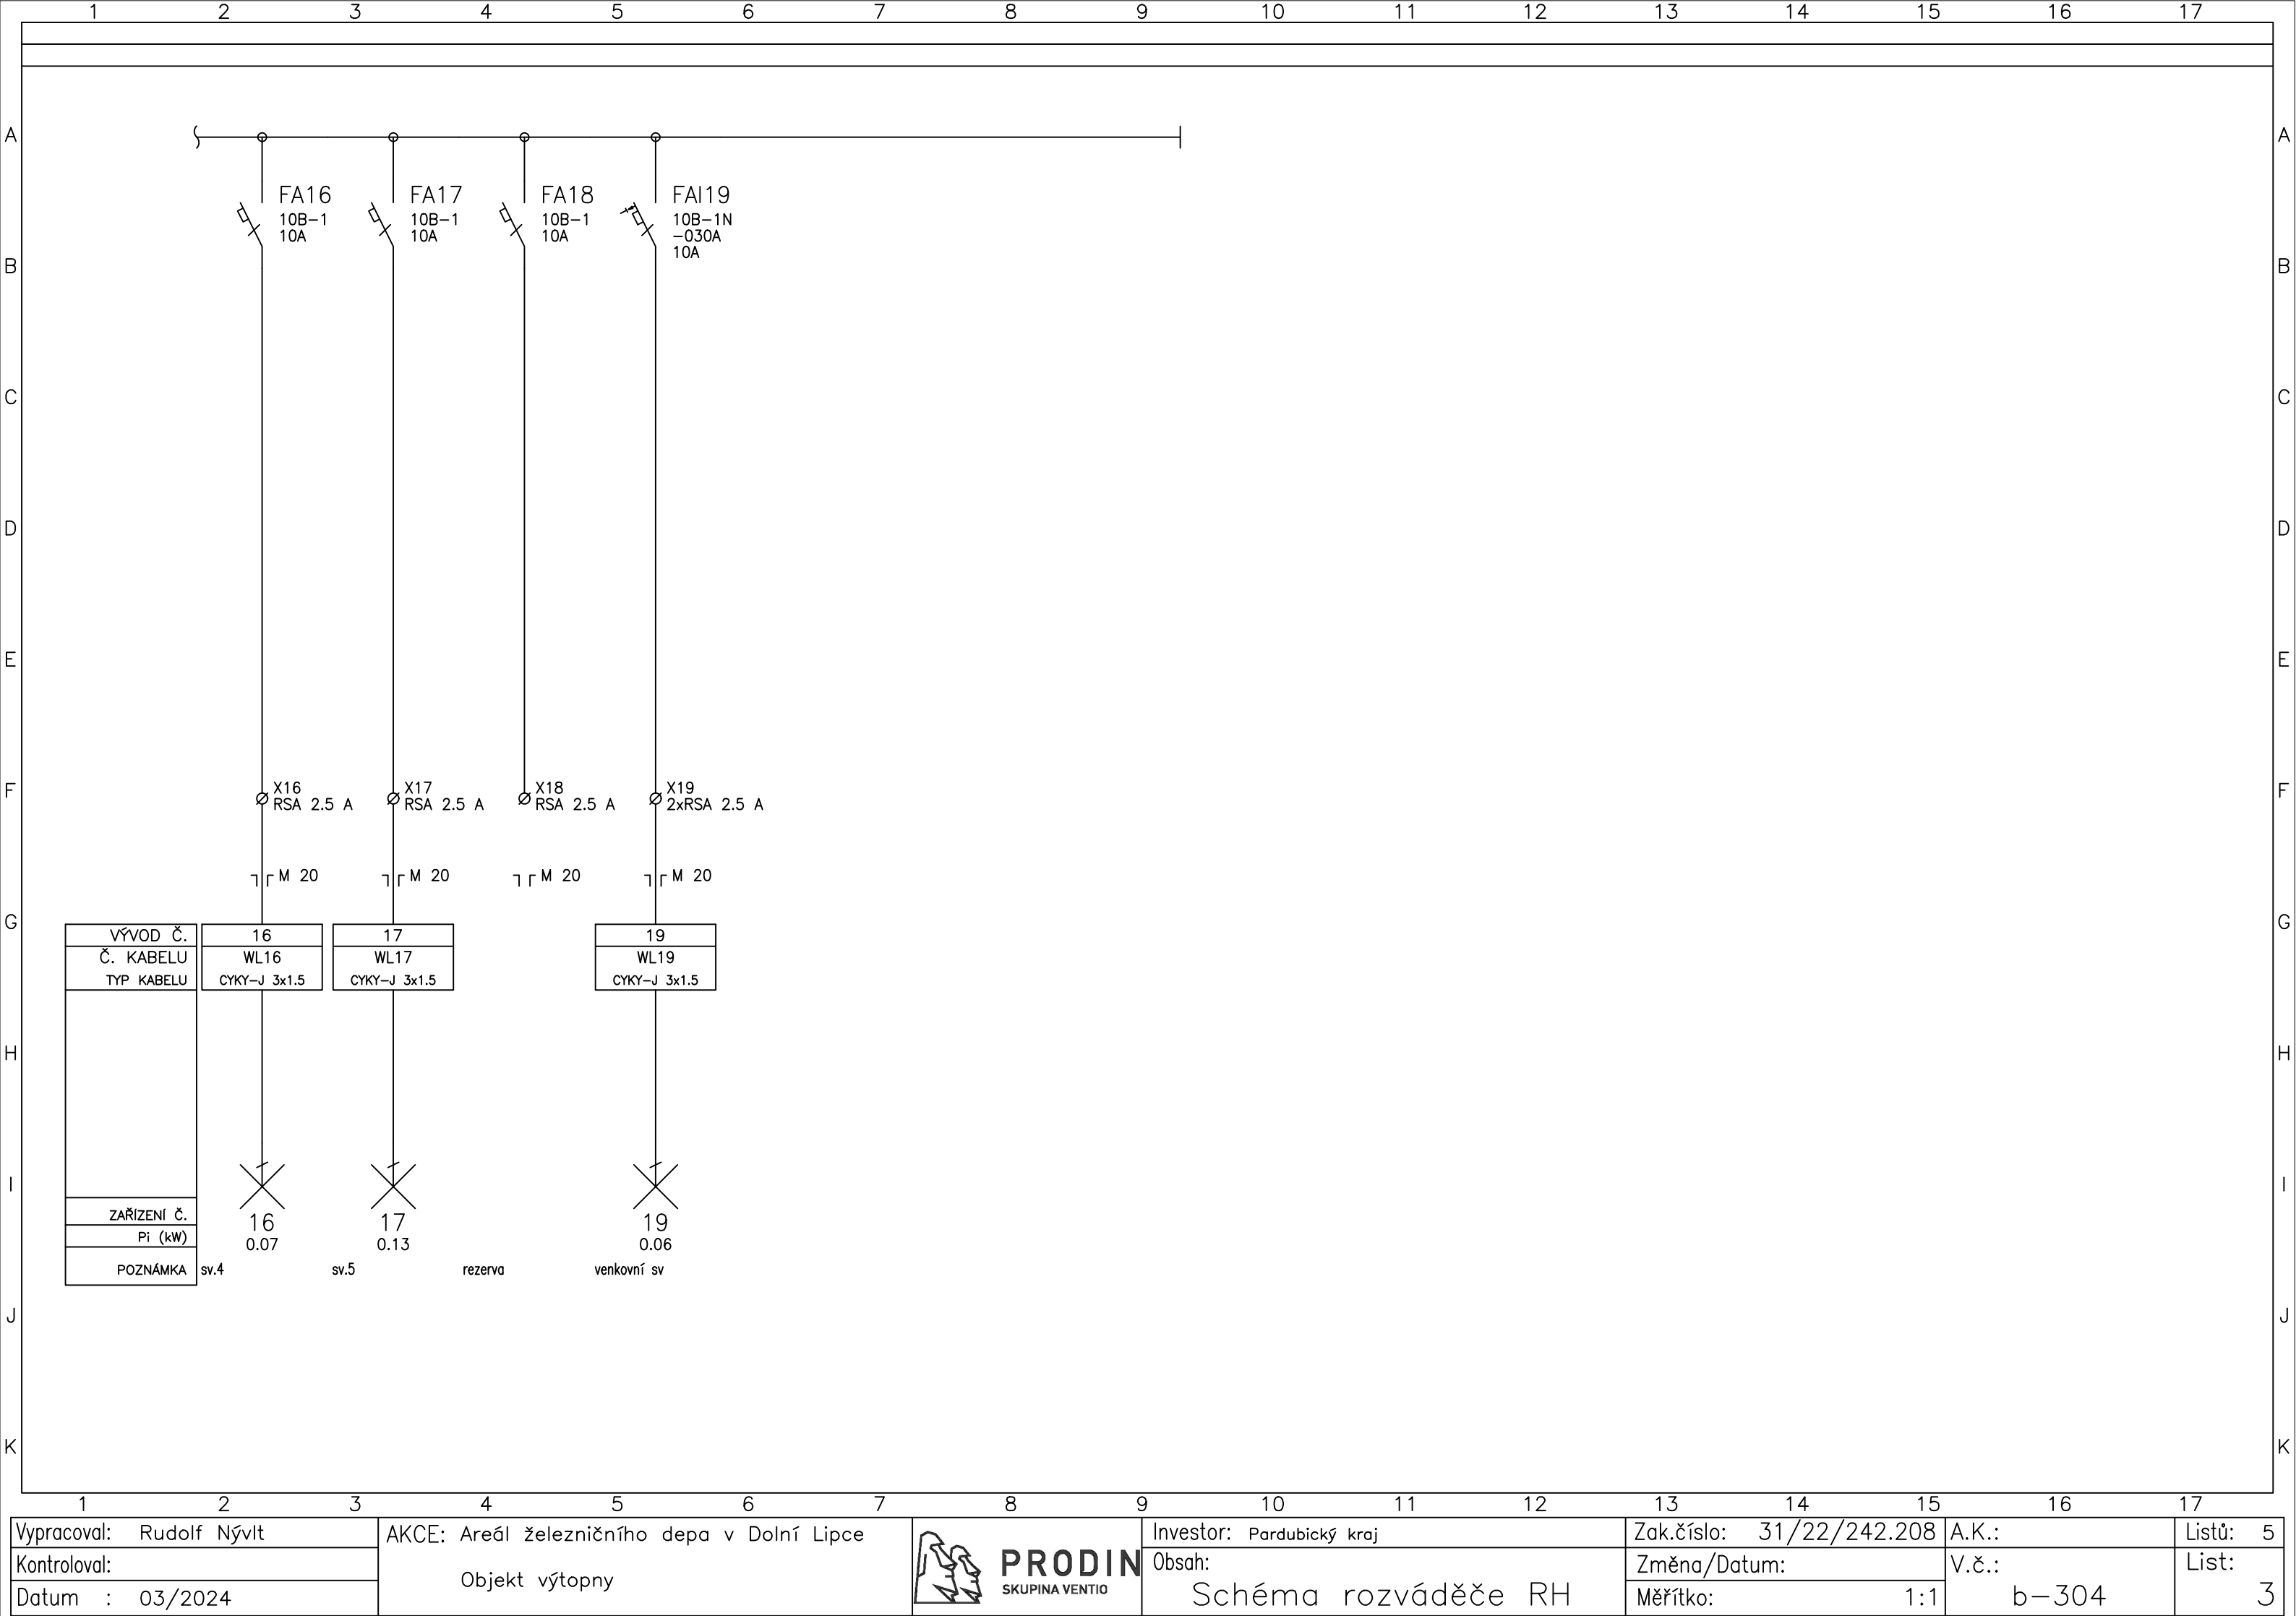 1 2 3 4 5 6 7 8 9 10 11 12 13 14 15 16 17
A A
FA16 FA17 FA18 FAI19
10B-1 10B-1 10B-1 10B-1N
10A 10A 10A -030A
10A
B B
C C
D D
E E
F F
X16 X17 X18 X19
RSA 2.5 A RSA 2.5 A RSA 2.5 A 2xRSA 2.5 A
M 20 M 20 M 20 M 20
G G
VÝVOD Č. 16 17 19
Č. KABELU WL16 WL17 WL19
TYP KABELU CYKY-J 3x1.5 CYKY-J 3x1.5 CYKY-J 3x1.5
H H
I I
ZAŘÍZENÍ Č. 16 17 19
Pi (kW) 0.07 0.13 0.06
POZNÁMKA sv.4 sv.5 rezerva venkovní sv
J J
K K
1 2 3 4 5 6 7 8 9 10 11 12 13 14 15 16 17
Vypracoval: Rudolf Nývlt
Kontroloval:
Datum : 03/2024
AKCE: Areál železničního depa v Dolní Lipce
Objekt výtopny
PRODIN
SKUPINA VENTIO
Investor: Pardubický kraj
Obsah:
Schéma rozváděče RH
Zak.číslo: 31/22/242.208
Změna/Datum:
Měřítko: 1:1
A.K.:
V.č.:
b-304
Listů: 5
List:
3